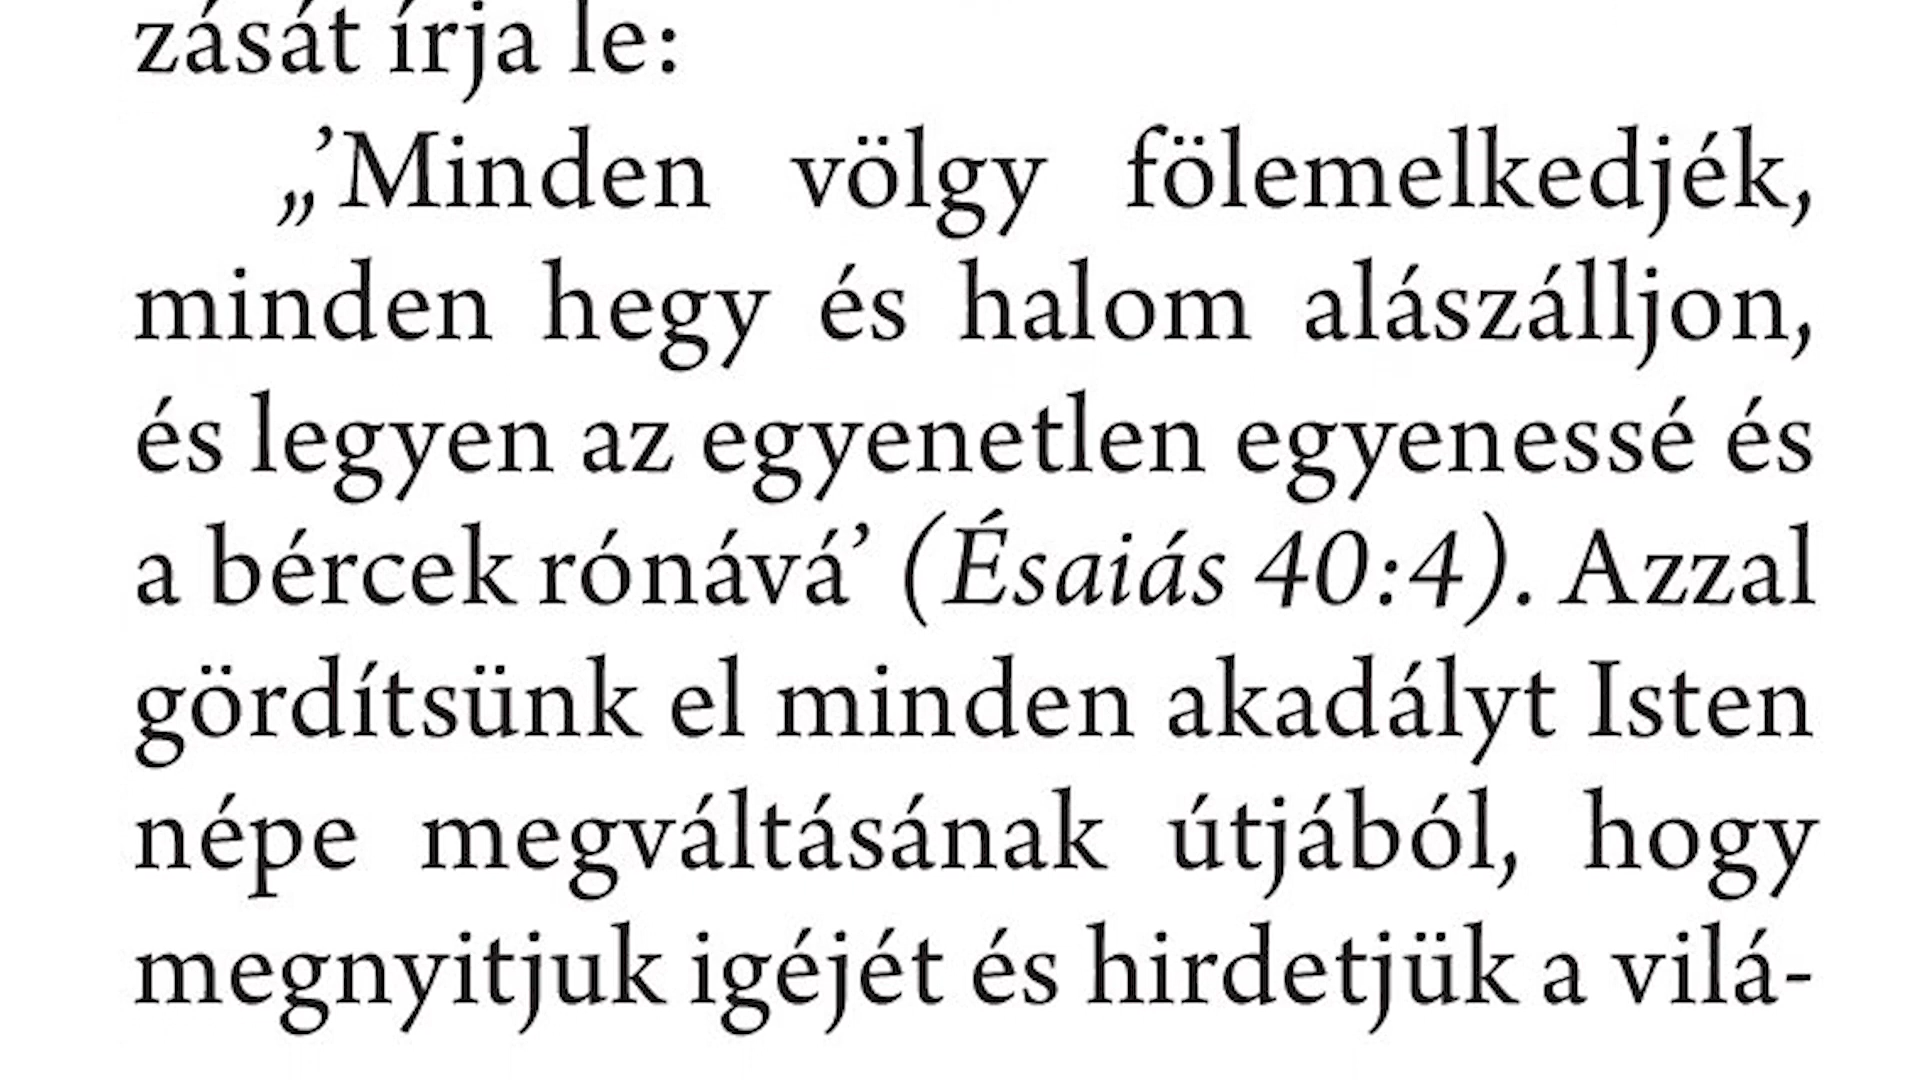 zását írja le:
„’Minden völgy fölemelkedjék,
minden hegy és halom alászálljon,
és legyen az egyenetlen egyenessé és
a bércek rónává’ (Ésaiás 40:4). Azzal
gördítsünk el minden akadályt Isten
népe megváltásának útjából, hogy
megnyitjuk igéjét és hirdetjük a vilá-